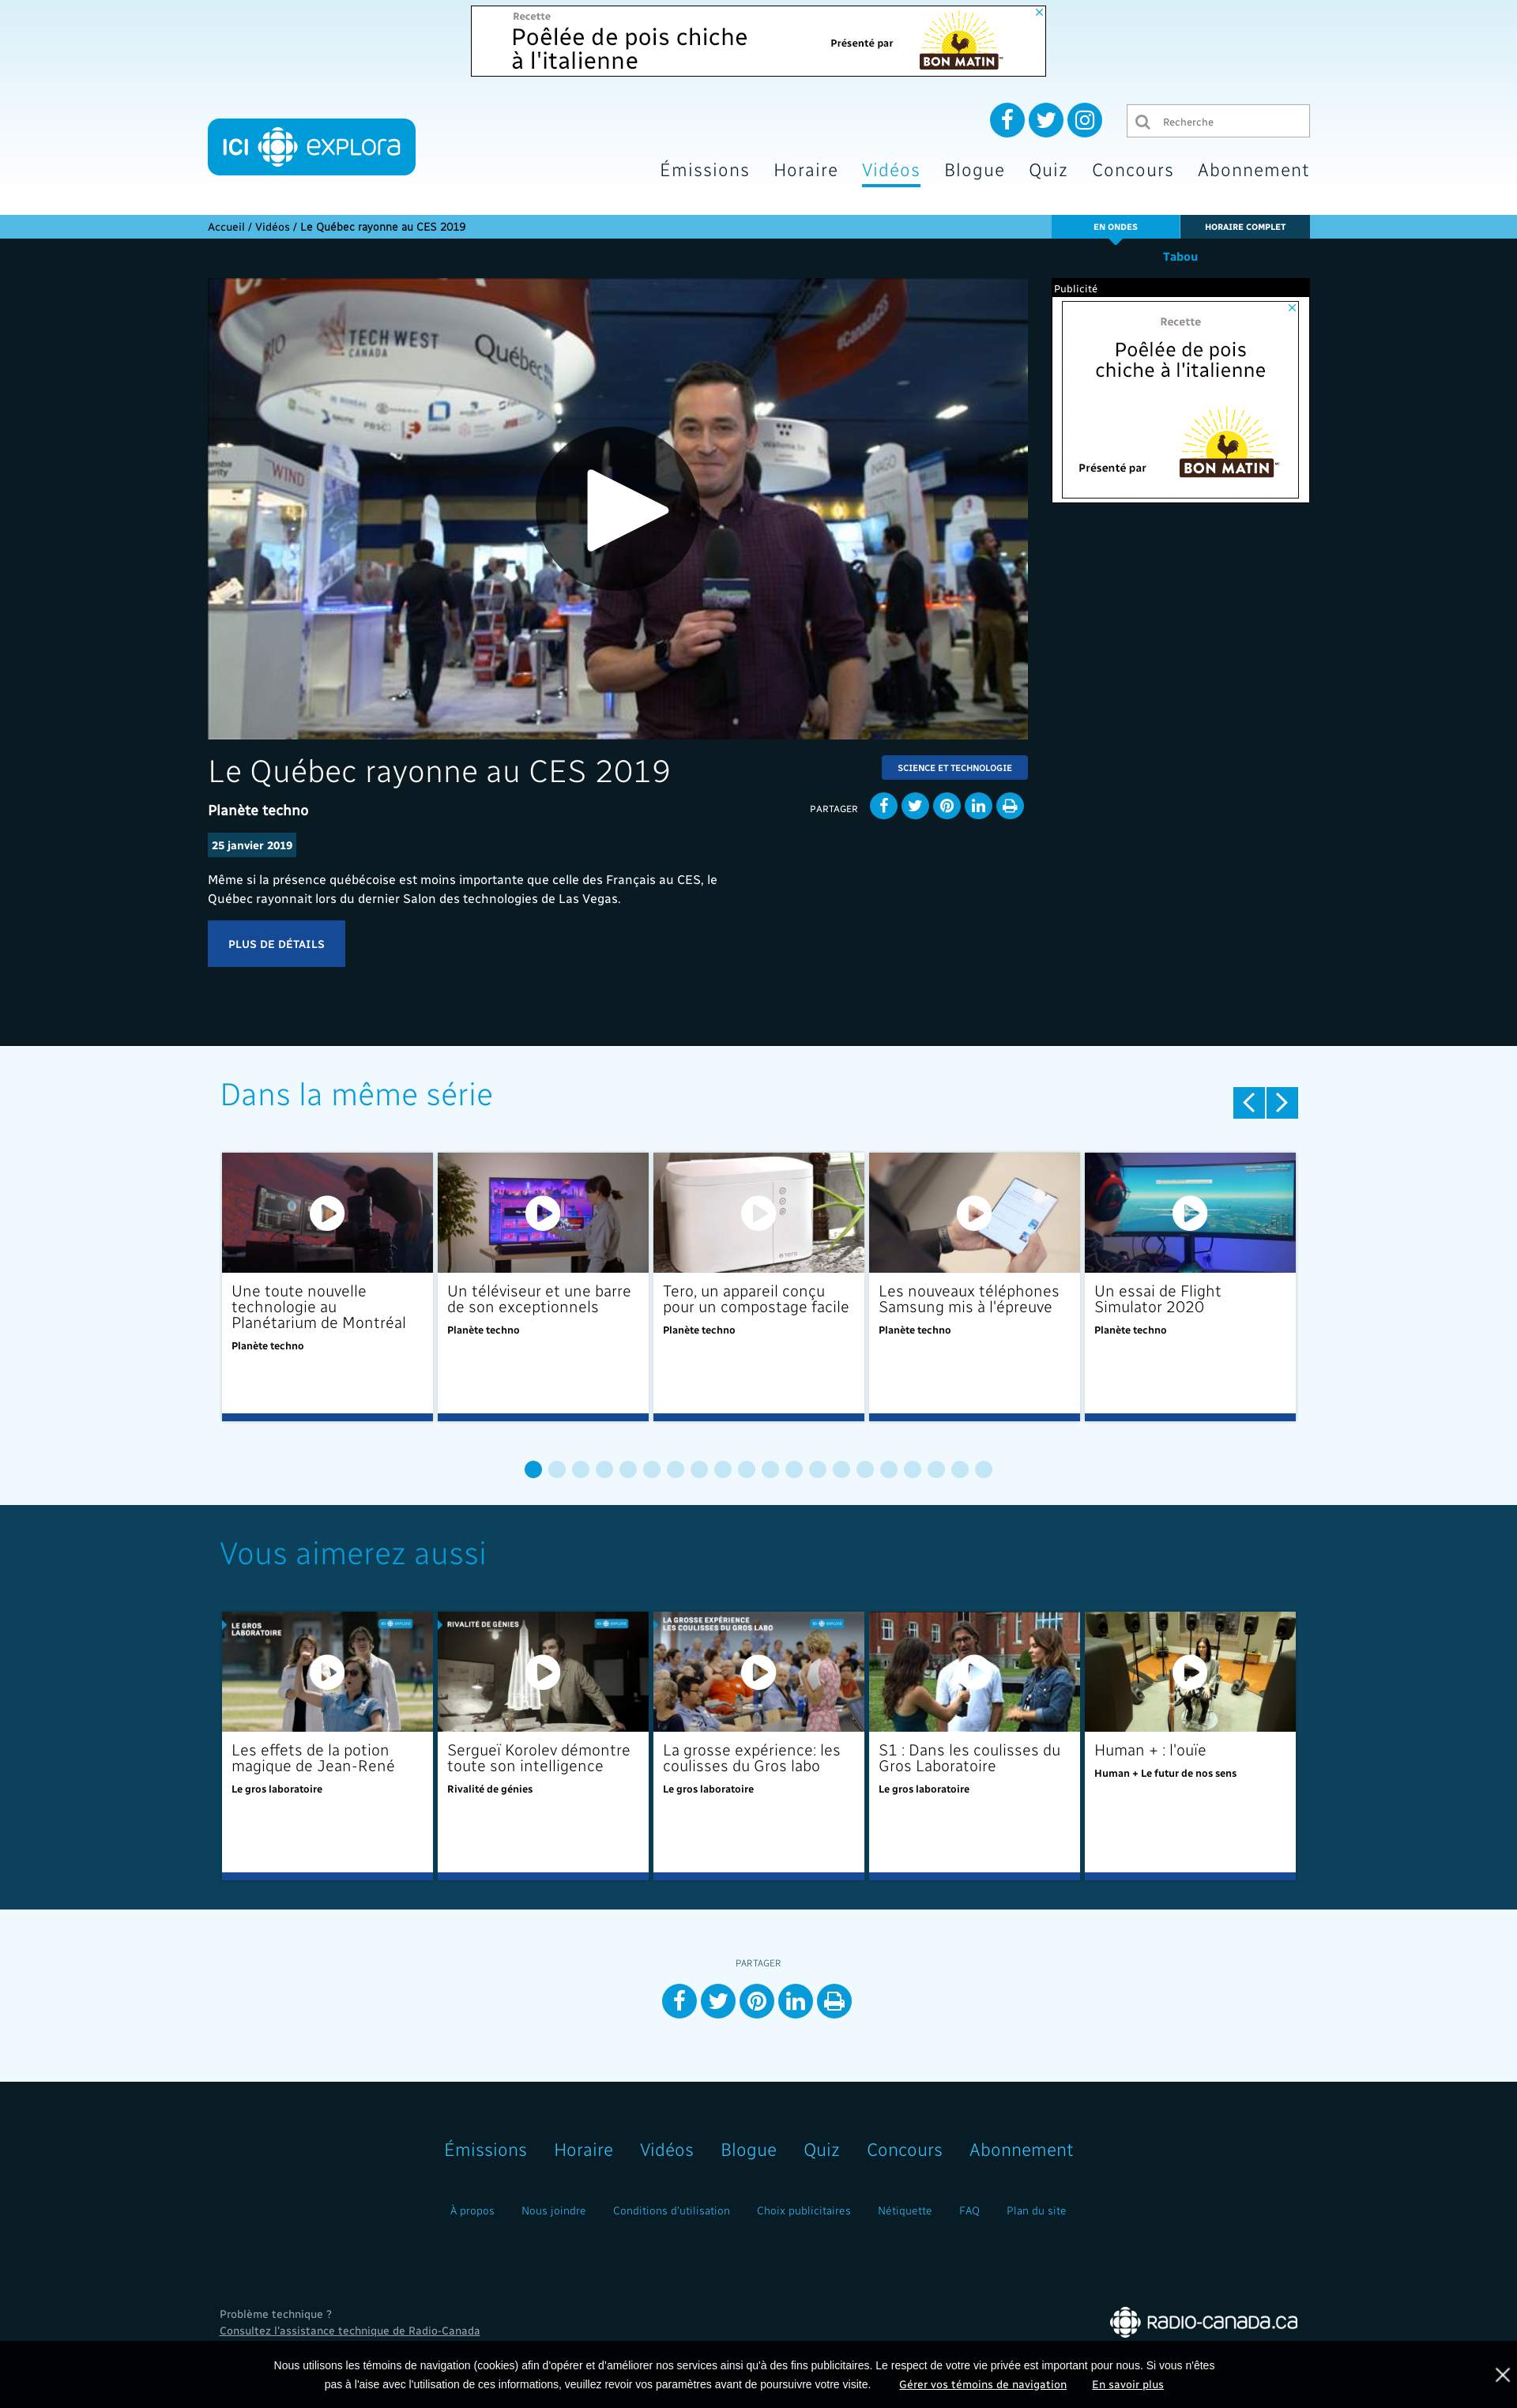 Recette
Poêlée de pois chiche
à l'italienne
Présenté par
BON MATIN
ICI explora
Recherche
Émissions Horaire Vidéos Blogue Quiz Concours Abonnement
Accueil / Vidéos / Le Québec rayonne au CES 2019
EN ONDES
HORAIRE COMPLET
Tabou
TECH WEST
CANADA
Québec
#CanadaCES
WIND
Publicité
Recette
Poêlée de pois
chiche à l'italienne
Présenté par
BON MATIN
Le Québec rayonne au CES 2019
SCIENCE ET TECHNOLOGIE
Planète techno
PARTAGER
25 janvier 2019
Même si la présence québécoise est moins importante que celle des Français au CES, le
Québec rayonnait lors du dernier Salon des technologies de Las Vegas.
PLUS DE DÉTAILS
Dans la même série
Une toute nouvelle
technologie au
Planétarium de Montréal
Planète techno
Un téléviseur et une barre
de son exceptionnels
Planète techno
tero
Tero, un appareil conçu
pour un compostage facile
Planète techno
Les nouveaux téléphones
Samsung mis à l'épreuve
Planète techno
Un essai de Flight
Simulator 2020
Planète techno
Vous aimerez aussi
LE GROS
LABORATOIRE
ICI EXPLORA
Les effets de la potion
magique de Jean-René
Le gros laboratoire
RIVALITÉ DE GÉNIES
ICI EXPLORA
Sergueï Korolev démontre
toute son intelligence
Rivalité de génies
LA GROSSE EXPÉRIENCE
LES COULISSES DU GROS LABO
ICI EXPLORA
La grosse expérience: les
coulisses du Gros labo
Le gros laboratoire
S1 : Dans les coulisses du
Gros Laboratoire
Le gros laboratoire
Human + : l'ouïe
Human + Le futur de nos sens
PARTAGER
Émissions Horaire Vidéos Blogue Quiz Concours Abonnement
À propos Nous joindre Conditions d'utilisation Choix publicitaires Nétiquette FAQ Plan du site
Problème technique ?
Consultez l'assistance technique de Radio-Canada
RADIO-CANADA.CA
Nous utilisons les témoins de navigation (cookies) afin d'opérer et d'améliorer nos services ainsi qu'à des fins publicitaires. Le respect de votre vie privée est important pour nous. Si vous n'êtes
pas à l'aise avec l'utilisation de ces informations, veuillez revoir vos paramètres avant de poursuivre votre visite. Gérer vos témoins de navigation En savoir plus